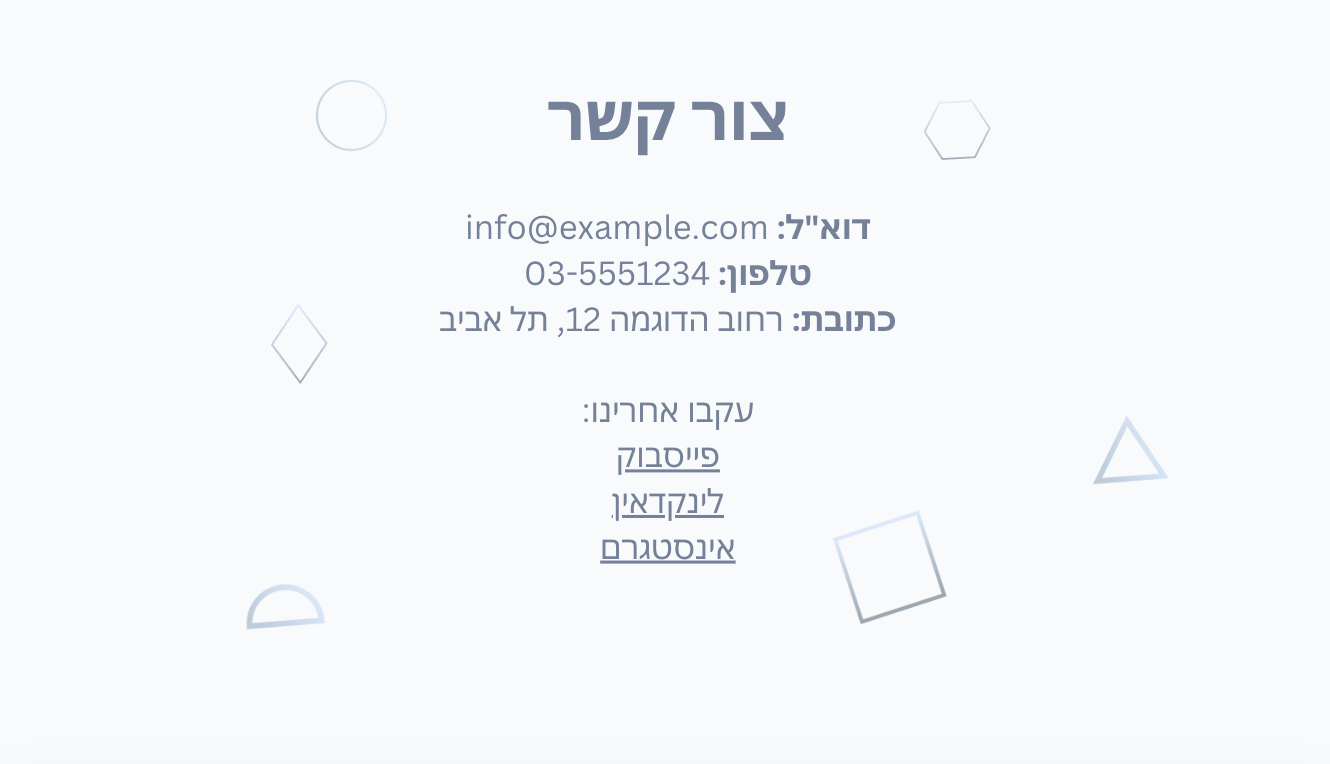 צור קשר
דוא"ל: info@example.com
טלפון: 03-5551234
כתובת: רחוב הדוגמה 12, תל אביב
עקבו אחרינו:
פייסבוק
לינקדאין
אינסטגרם